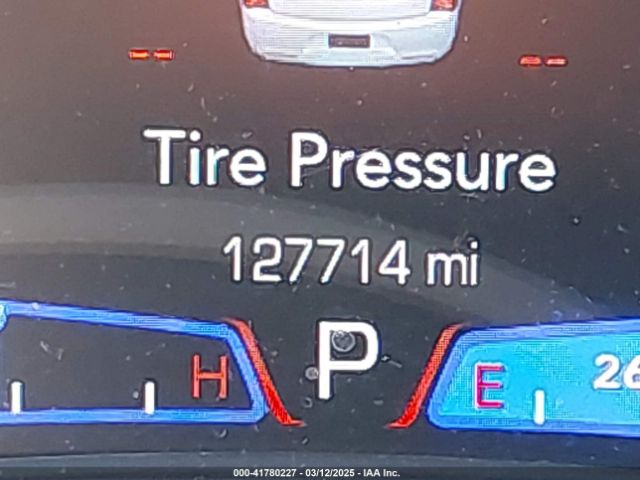 -- --
-- --
Tire Pressure
127714 mi
H P E 26
000-41780227 - 03/12/2025 - IAA Inc.